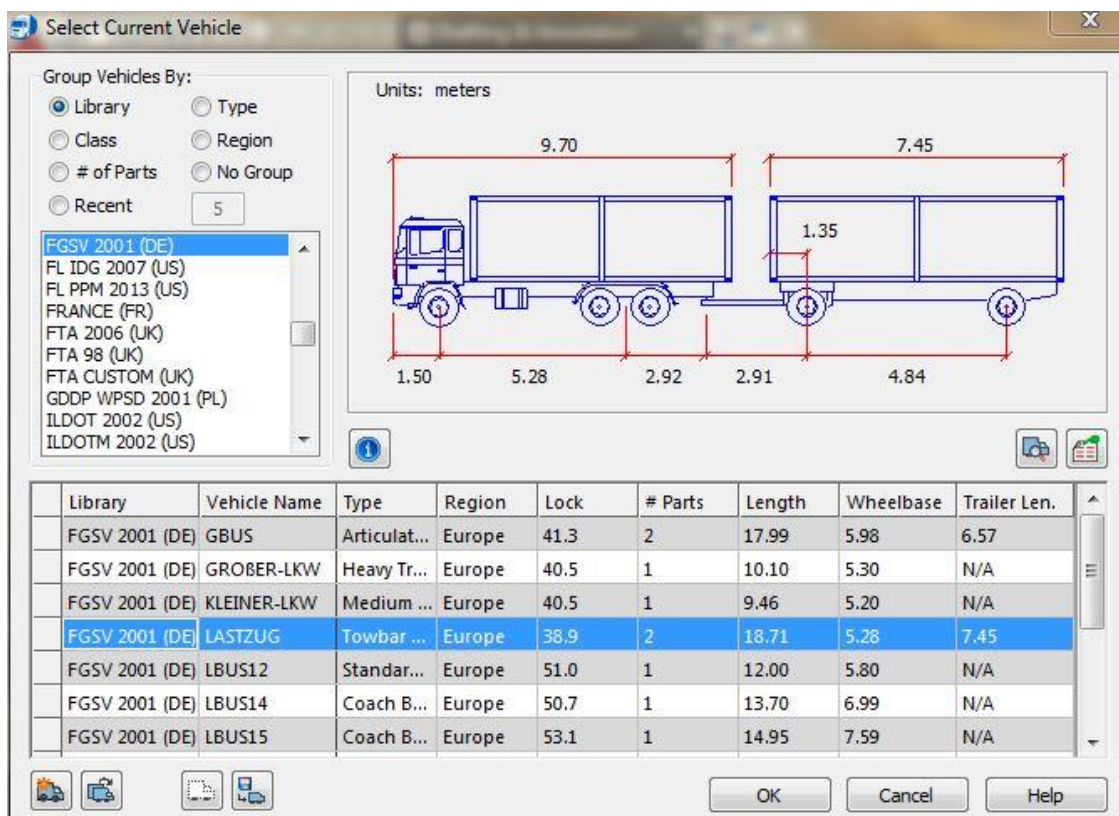 Select Current Vehicle
Group Vehicles By:
Library Type
Class Region
# of Parts No Group
Recent 5
FGSV 2001 (DE)
FL IDG 2007 (US)
FL PPM 2013 (US)
FRANCE (FR)
FTA 2006 (UK)
FTA 98 (UK)
FTA CUSTOM (UK)
GDDP WPSD 2001 (PL)
ILDOT 2002 (US)
ILDOTM 2002 (US)
Units: meters
9.70 7.45
1.35
1.50 5.28 2.92 2.91 4.84
Library Vehicle Name Type Region Lock # Parts Length Wheelbase Trailer Len.
FGSV 2001 (DE) GBUS Articulat... Europe 41.3 2 17.99 5.98 6.57
FGSV 2001 (DE) GROßER-LKW Heavy Tr... Europe 40.5 1 10.10 5.30 N/A
FGSV 2001 (DE) KLEINER-LKW Medium ... Europe 40.5 1 9.46 5.20 N/A
FGSV 2001 (DE) LASTZUG Towbar ... Europe 38.9 2 18.71 5.28 7.45
FGSV 2001 (DE) LBUS12 Standar... Europe 51.0 1 12.00 5.80 N/A
FGSV 2001 (DE) LBUS14 Coach B... Europe 50.7 1 13.70 6.99 N/A
FGSV 2001 (DE) LBUS15 Coach B... Europe 53.1 1 14.95 7.59 N/A
OK Cancel Help